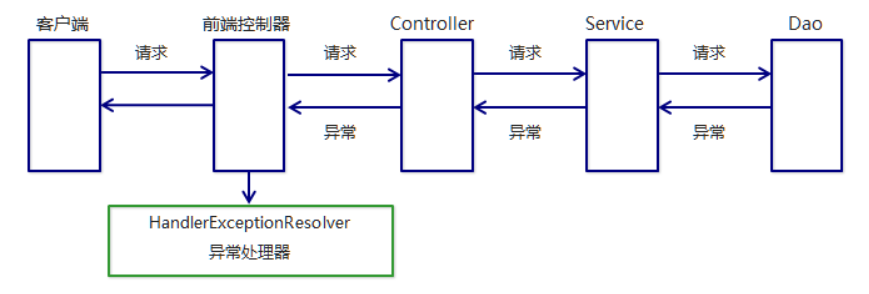 客户端 前端控制器 Controller Service Dao
请求 请求 请求 请求
异常 异常 异常
HandlerExceptionResolver
异常处理器